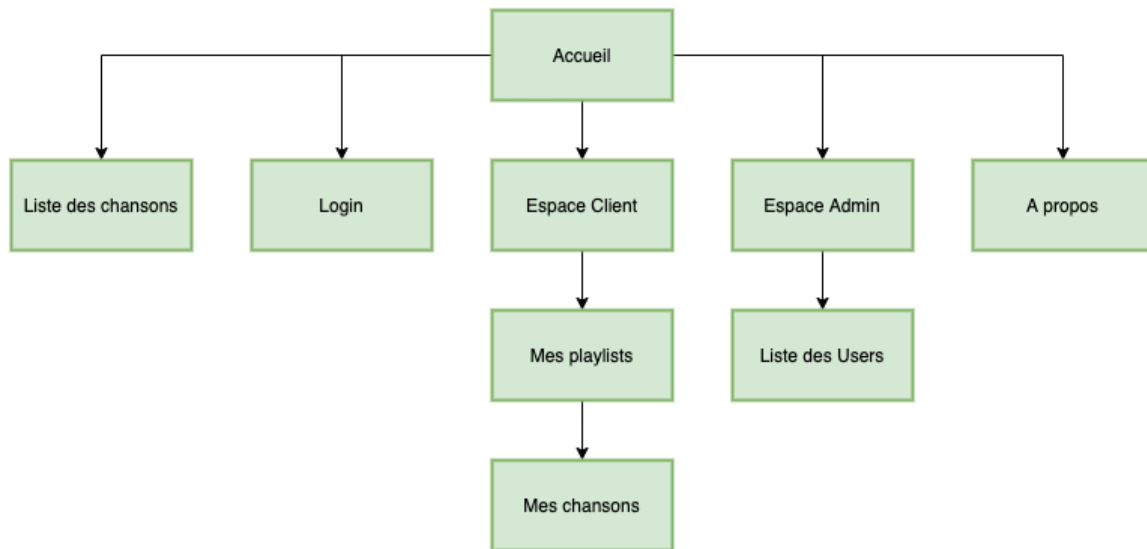 Accueil
Liste des chansons
Login
Espace Client
Espace Admin
A propos
Mes playlists
Liste des Users
Mes chansons